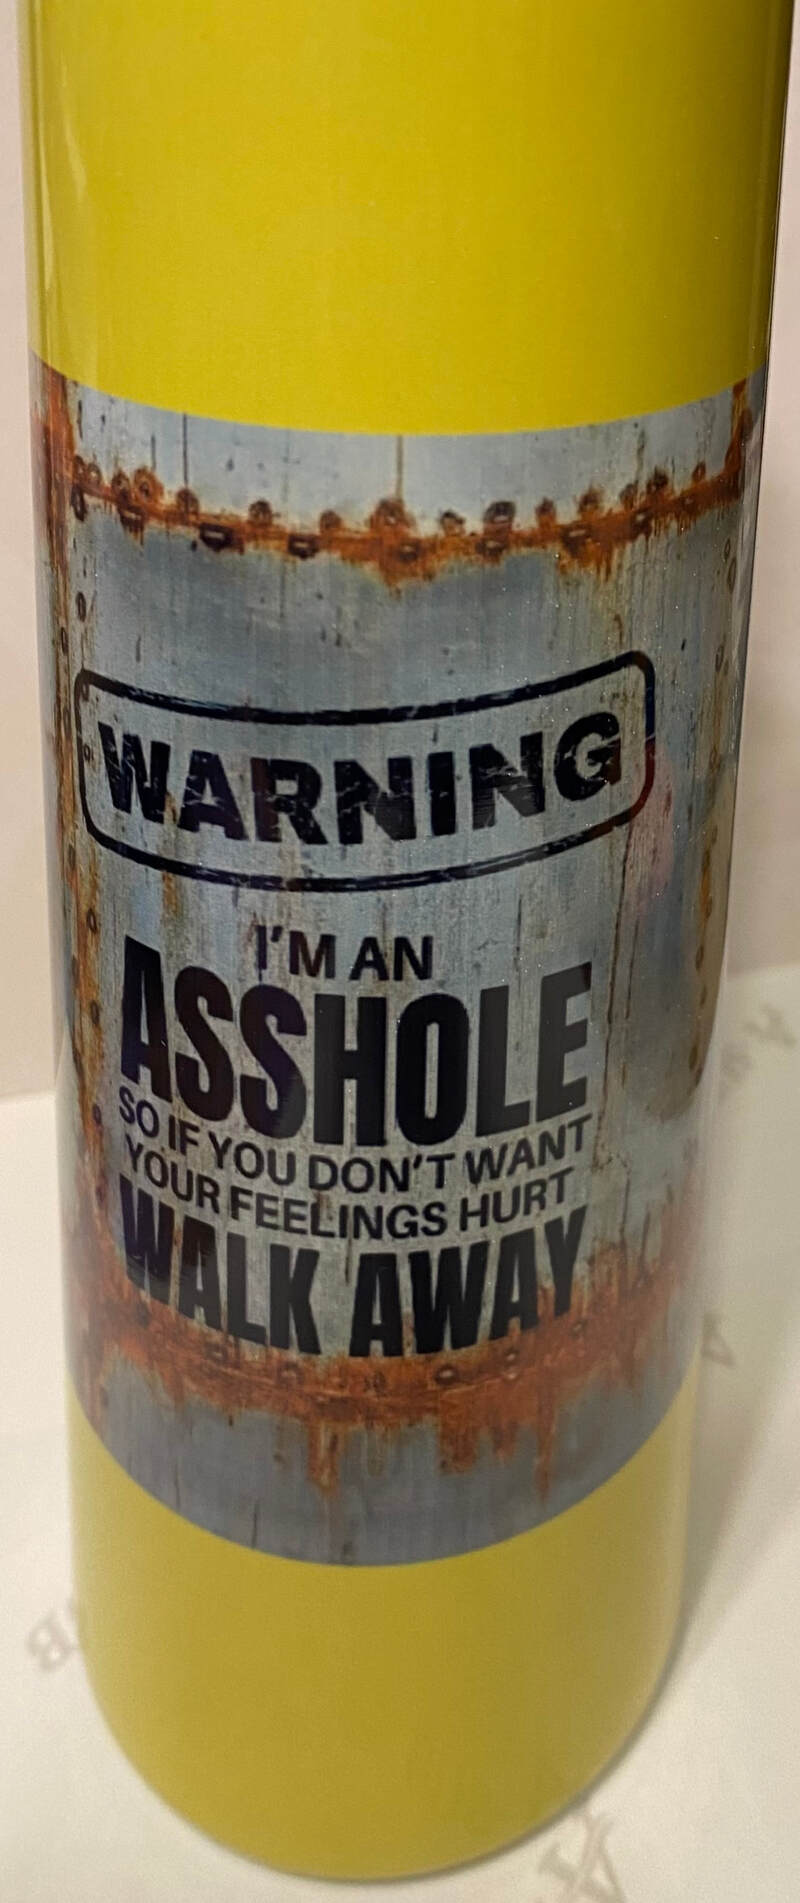 WARNING
I'M AN
ASSHOLE
SO IF YOU DON'T WANT
YOUR FEELINGS HURT
WALK AWAY